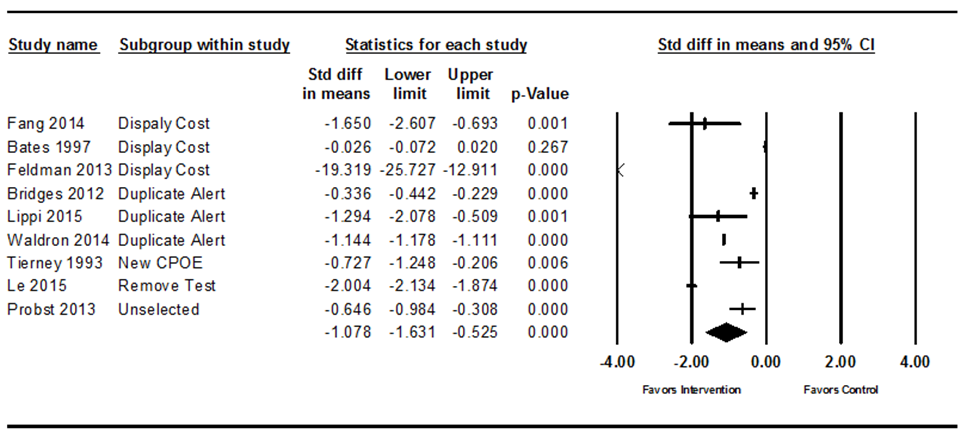 Study name Subgroup within study Statistics for each study Std diff in means and 95% CI
Std diff in means Lower limit Upper limit p-Value
Fang 2014 Dispaly Cost -1.650 -2.607 -0.693 0.001
Bates 1997 Display Cost -0.026 -0.072 0.020 0.267
Feldman 2013 Display Cost -19.319 -25.727 -12.911 0.000
Bridges 2012 Duplicate Alert -0.336 -0.442 -0.229 0.000
Lippi 2015 Duplicate Alert -1.294 -2.078 -0.509 0.001
Waldron 2014 Duplicate Alert -1.144 -1.178 -1.111 0.000
Tierney 1993 New CPOE -0.727 -1.248 -0.206 0.006
Le 2015 Remove Test -2.004 -2.134 -1.874 0.000
Probst 2013 Unselected -0.646 -0.984 -0.308 0.000
-1.078 -1.631 -0.525 0.000
-4.00 -2.00 0.00 2.00 4.00
Favors Intervention Favors Control